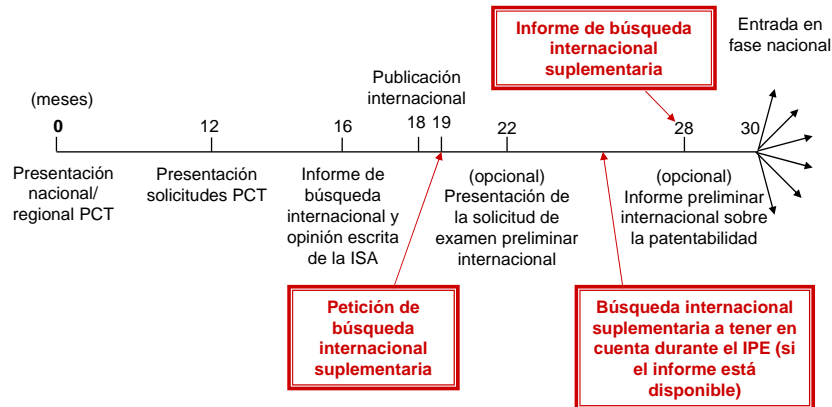 Informe de búsqueda
internacional
suplementaria
Entrada en
fase nacional
Publicación
internacional
(meses)
0
12
16
18
19
22
28
30
Presentación
nacional/
regional PCT
Presentación
solicitudes PCT
Informe de
búsqueda
internacional y
opinión escrita
de la ISA
(opcional)
Presentación de
la solicitud de
examen preliminar
internacional
(opcional)
Informe preliminar
internacional sobre
la patentabilidad
Petición de
búsqueda
internacional
suplementaria
Búsqueda internacional
suplementaria a tener en
cuenta durante el IPE (si
el informe está
disponible)